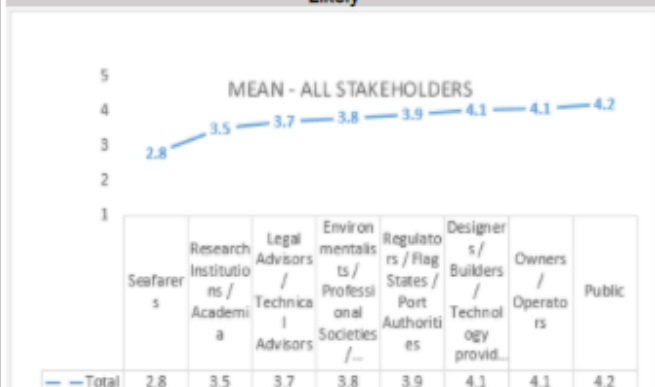 Likely
5
MEAN - ALL STAKEHOLDERS
4
3
2
1
2.8
3.5
3.7
3.8
3.9
4.1
4.1
4.2
Seafarer
s
Research
Institutio
ns /
Academi
a
Legal
Advisors
/
Technica
l
Advisors
Environ
mentalis
ts /
Professi
onal
Societies
/...
Regulato
rs / Flag
States /
Port
Authoriti
es
Designer
s /
Builders
/
Technol
ogy
provid...
Owners
/
Operato
rs
Public
Total 2.8 3.5 3.7 3.8 3.9 4.1 4.1 4.2